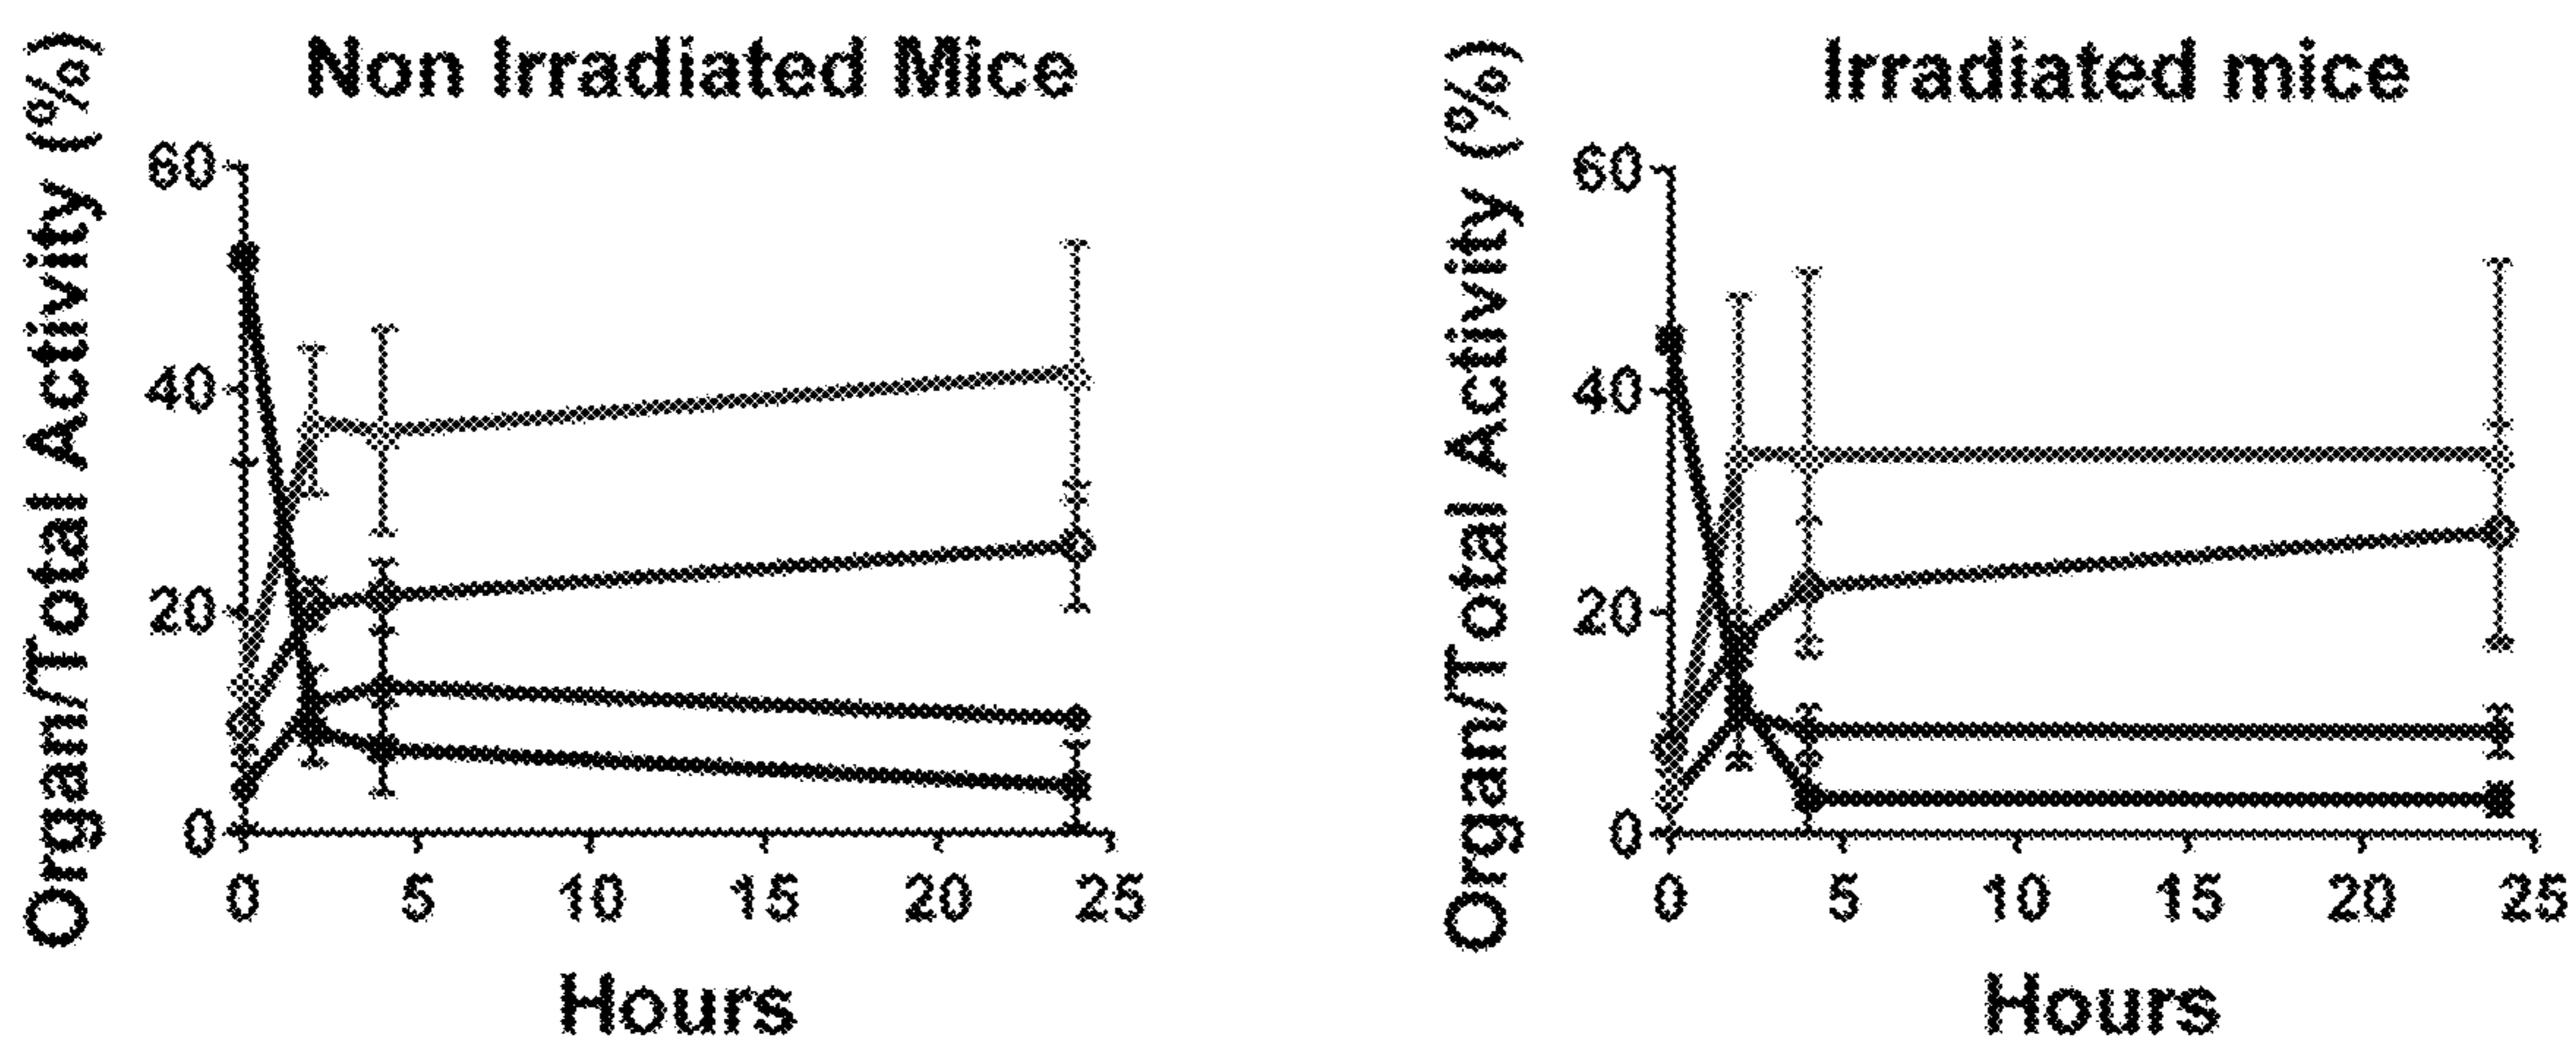 Non Irradiated Mice
Organ/Total Activity (%)
60
40
20
0
0 5 10 15 20 25
Hours
Irradiated mice
Organ/Total Activity (%)
60
40
20
0
0 5 10 15 20 25
Hours